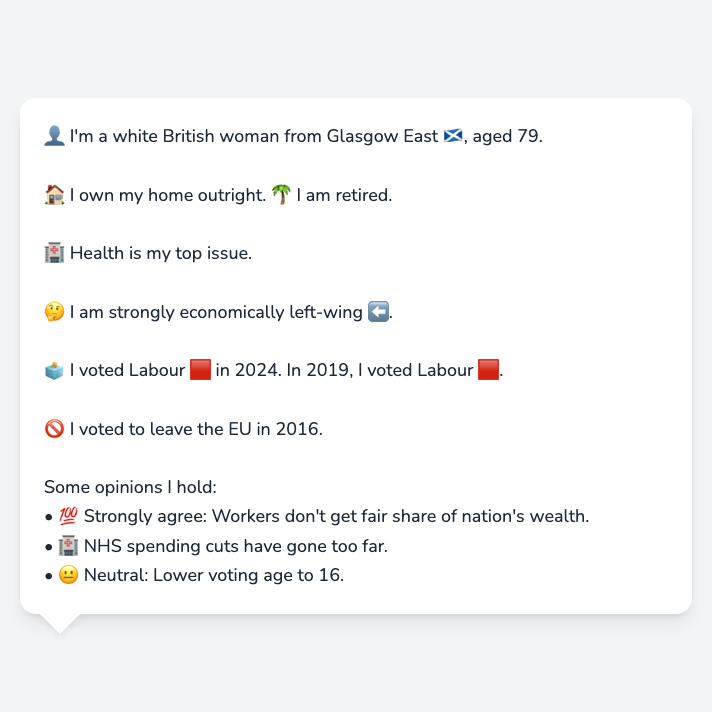 👤 I'm a white British woman from Glasgow East 🏴󠁧󠁢󠁳󠁣󠁴󠁿, aged 79.
🏠 I own my home outright. 🌴 I am retired.
🏥 Health is my top issue.
🤔 I am strongly economically left-wing ⬅️.
🗳️ I voted Labour 🟥 in 2024. In 2019, I voted Labour 🟥.
🚫 I voted to leave the EU in 2016.
Some opinions I hold:
• 💯 Strongly agree: Workers don't get fair share of nation's wealth.
• 🏥 NHS spending cuts have gone too far.
• 😐 Neutral: Lower voting age to 16.